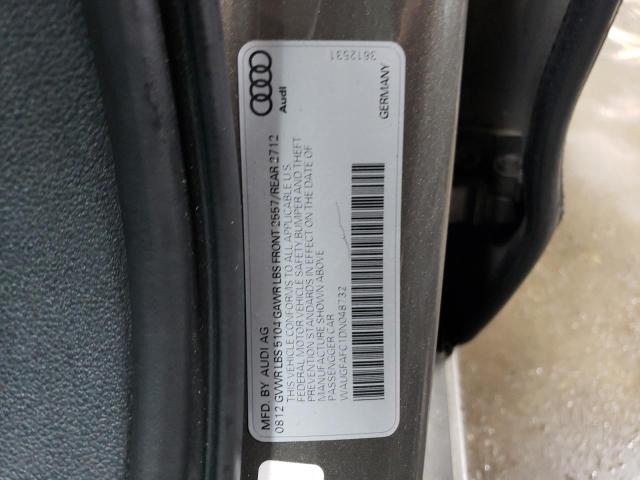 Audi
MFD. BY AUDI AG
0812 GVWR LBS 5104 GAWR LBS FRONT 2557/REAR 2712
THIS VEHICLE CONFORMS TO ALL APPLICABLE U.S.
FEDERAL MOTOR VEHICLE SAFETY BUMPER AND THEFT
PREVENTION STANDARDS IN EFFECT ON THE DATE OF
MANUFACTURE SHOWN ABOVE
PASSENGER CAR
WAUGFAFC1DN048732
GERMANY
3612531